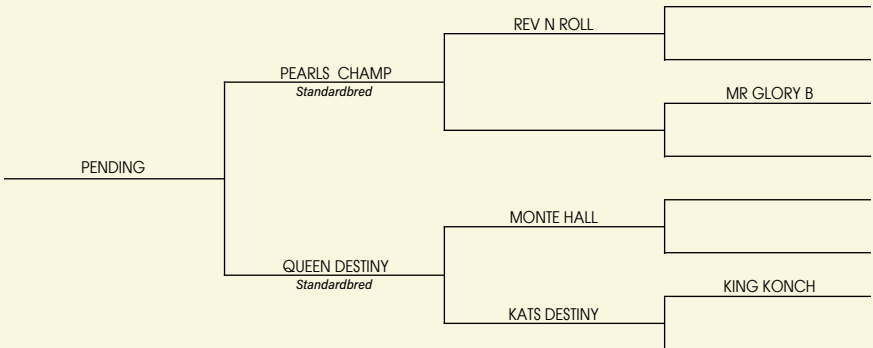 REV N ROLL
PEARLS CHAMP
Standardbred
MR GLORY B
PENDING
MONTE HALL
QUEEN DESTINY
Standardbred
KING KONCH
KATS DESTINY